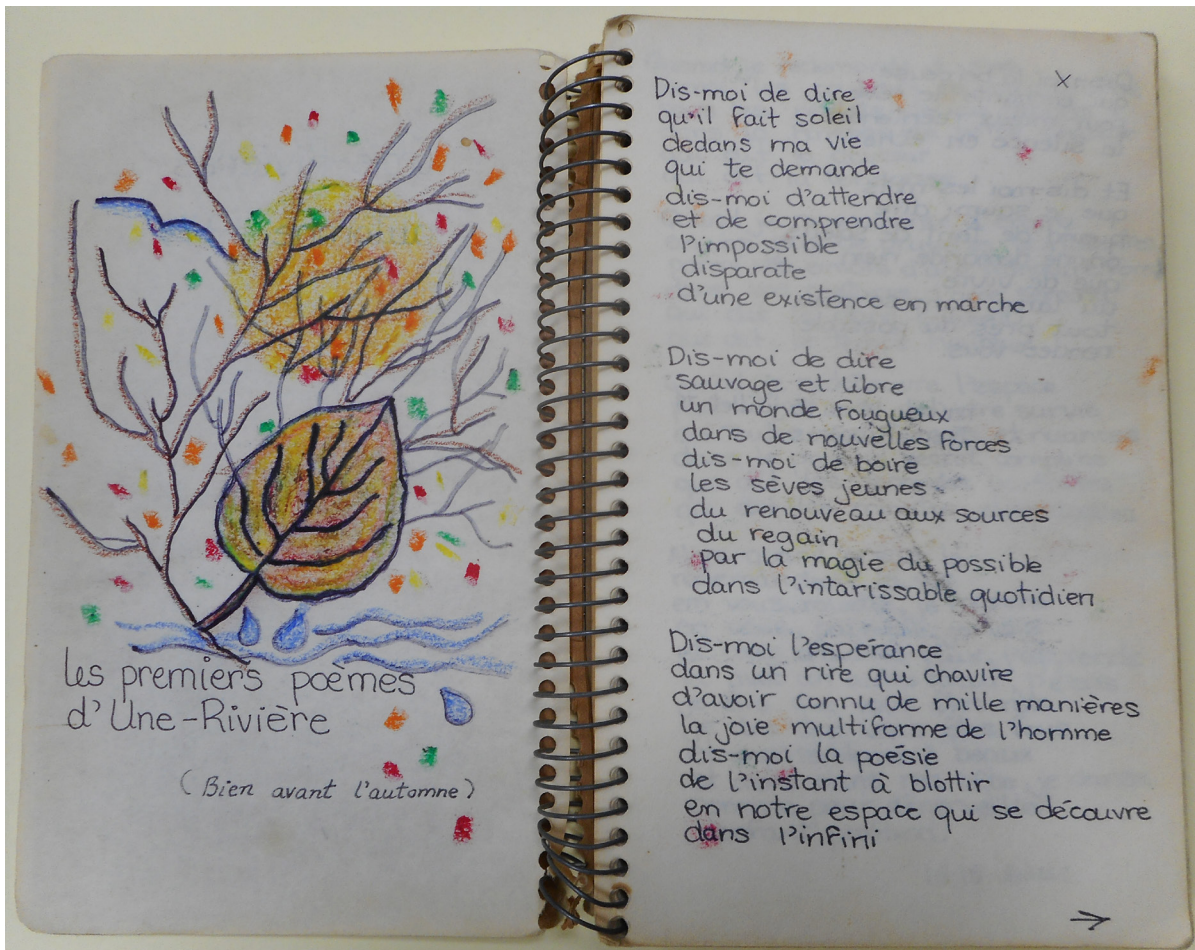 les premiers poèmes
d'Une-Rivière
(Bien avant l'automne)
x
Dis-moi de dire
qu'il fait soleil
dedans ma vie
qui te demande
dis-moi d'attendre
et de comprendre
l'impossible
disparate
d'une existence en marche
Dis-moi de dire
sauvage et libre
un monde fougueux
dans de nouvelles forces
dis-moi de boire
les sèves jeunes
du renouveau aux sources
du regain
par la magie du possible
dans l'intarissable quotidien
Dis-moi l'espérance
dans un rire qui chavire
d'avoir connu de mille manières
la joie multiforme de l'homme
dis-moi la poésie
de l'instant à blottir
en notre espace qui se découvre
dans l'infini
→